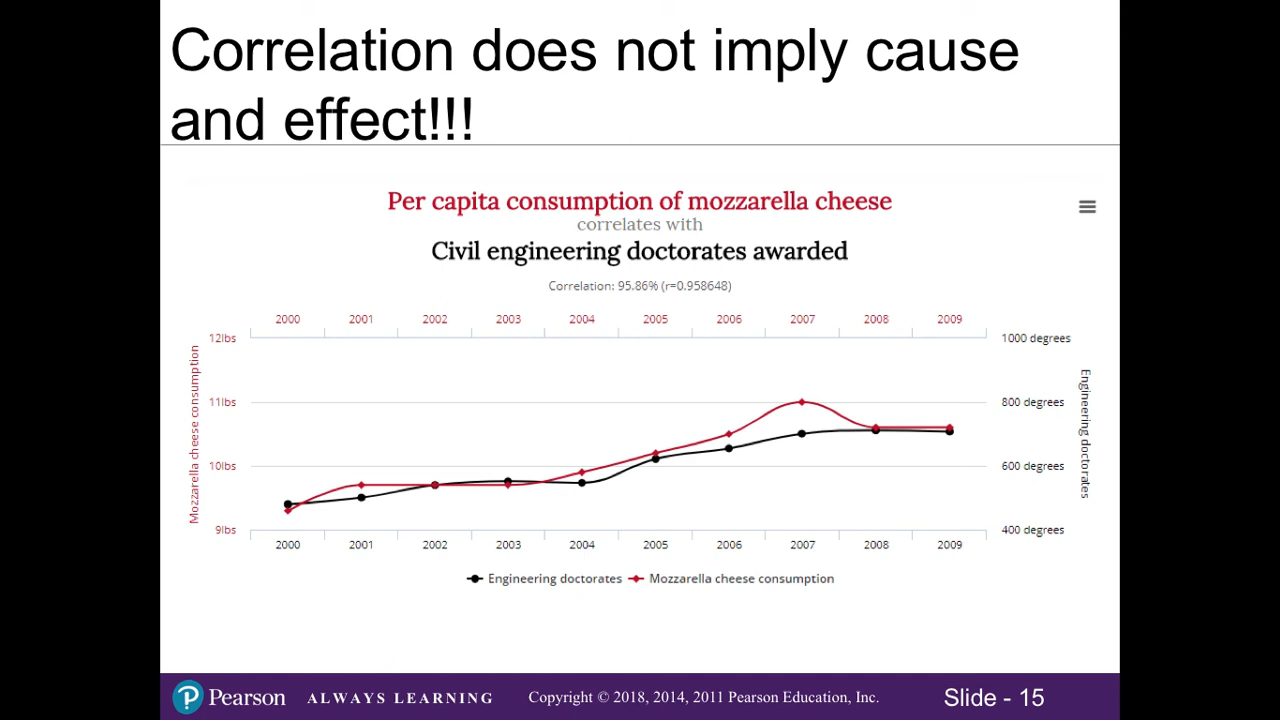 Correlation does not imply cause
and effect!!!
Per capita consumption of mozzarella cheese
correlates with
Civil engineering doctorates awarded
Correlation: 95.86% (r=0.958648)
2000 2001 2002 2003 2004 2005 2006 2007 2008 2009
12lbs 1000 degrees
11lbs 800 degrees
10lbs 600 degrees
9lbs 400 degrees
Mozzarella cheese consumption
Engineering doctorates
2000 2001 2002 2003 2004 2005 2006 2007 2008 2009
Engineering doctorates Mozzarella cheese consumption
Pearson ALWAYS LEARNING Copyright © 2018, 2014, 2011 Pearson Education, Inc. Slide - 15